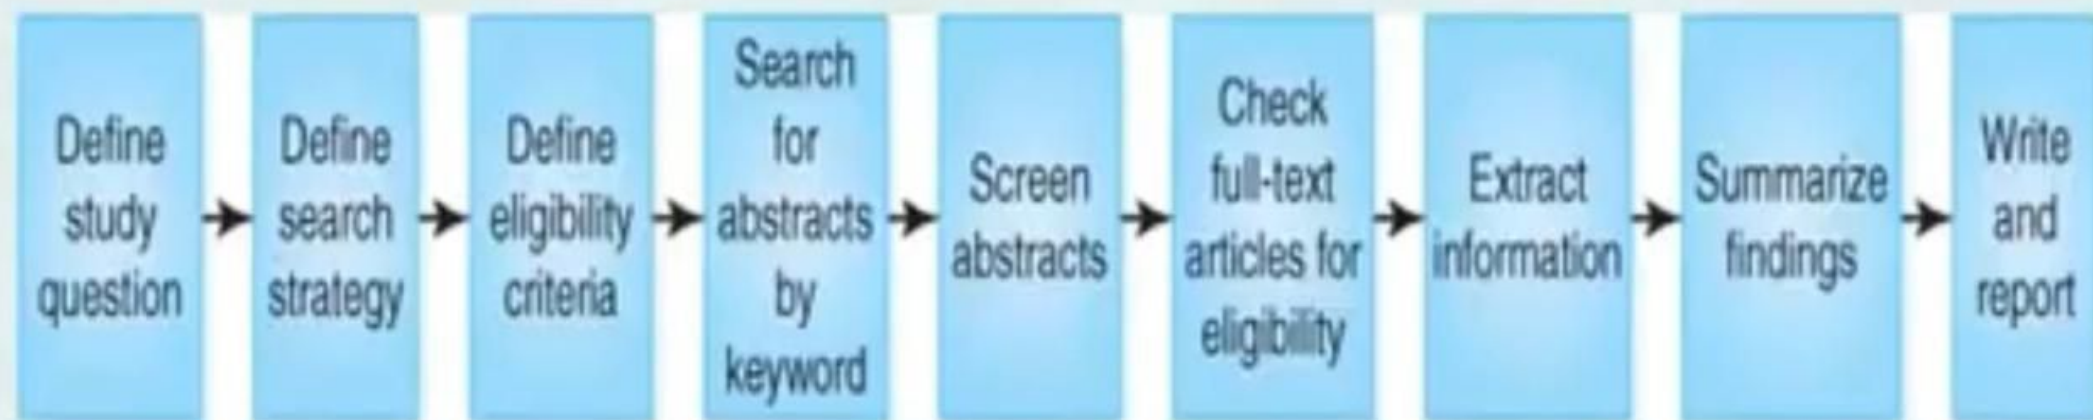 Define
study
question
Define
search
strategy
Define
eligibility
criteria
Search
for
abstracts
by
keyword
Screen
abstracts
Check
full-text
articles for
eligibility
Extract
information
Summarize
findings
Write
and
report